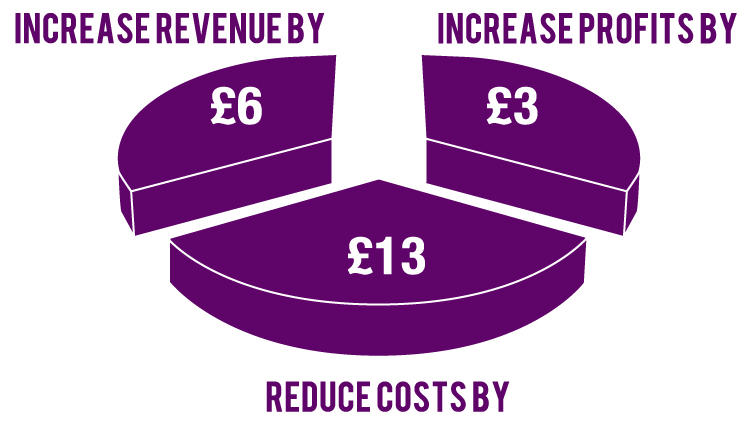 INCREASE REVENUE BY
INCREASE PROFITS BY
£6
£3
£13
REDUCE COSTS BY